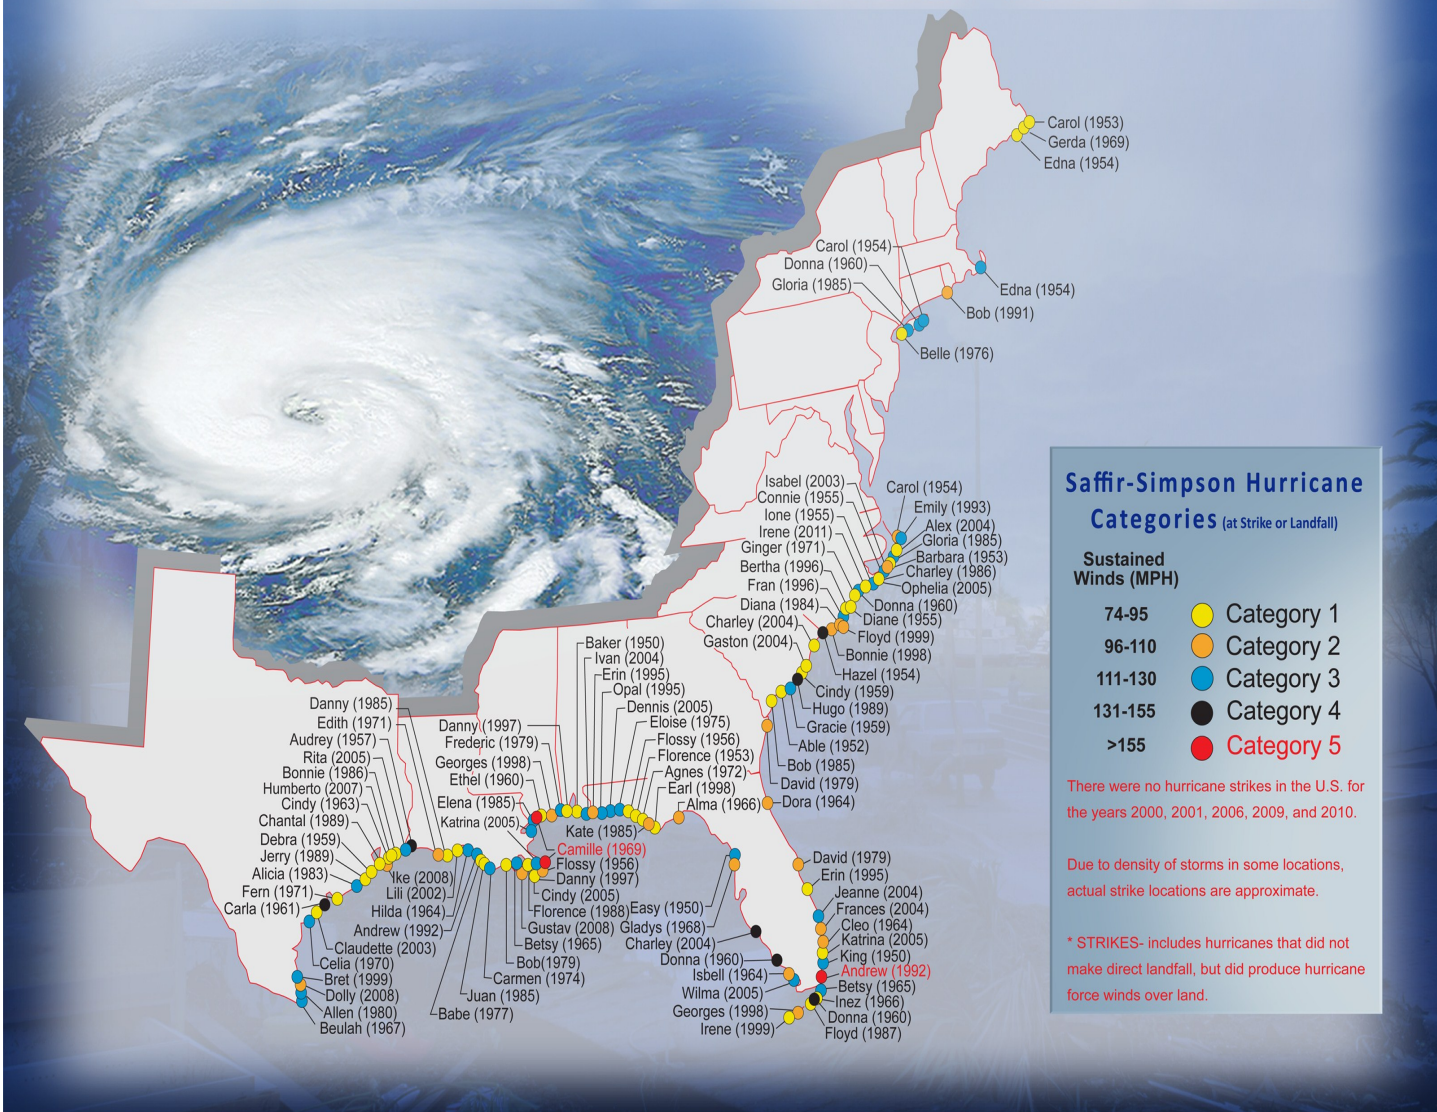 Carol (1953)
Gerda (1969)
Edna (1954)
Carol (1954)
Donna (1960)
Gloria (1985)
Edna (1954)
Bob (1991)
Belle (1976)
Isabel (2003)
Connie (1955)
Ione (1955)
Irene (2011)
Ginger (1971)
Bertha (1996)
Fran (1996)
Diana (1984)
Charley (2004)
Gaston (2004)
Carol (1954)
Emily (1993)
Alex (2004)
Gloria (1985)
Barbara (1953)
Charley (1986)
Ophelia (2005)
Donna (1960)
Diane (1955)
Floyd (1999)
Bonnie (1998)
Hazel (1954)
Cindy (1959)
Hugo (1989)
Gracie (1959)
Able (1952)
Bob (1985)
David (1979)
Dora (1964)
Baker (1950)
Ivan (2004)
Erin (1995)
Opal (1995)
Dennis (2005)
Eloise (1975)
Flossy (1956)
Florence (1953)
Agnes (1972)
Earl (1998)
Alma (1966)
Danny (1997)
Frederic (1979)
Georges (1998)
Ethel (1960)
Elena (1985)
Katrina (2005)
Kate (1985)
Camille (1969)
Flossy (1956)
Danny (1997)
Cindy (2005)
Florence (1988)
Gustav (2008)
Betsy (1965)
Bob(1979)
Carmen (1974)
Juan (1985)
Babe (1977)
Danny (1985)
Edith (1971)
Audrey (1957)
Rita (2005)
Bonnie (1986)
Humberto (2007)
Cindy (1963)
Chantal (1989)
Debra (1959)
Jerry (1989)
Alicia (1983)
Fern (1971)
Carla (1961)
Ike (2008)
Lili (2002)
Hilda (1964)
Andrew (1992)
Claudette (2003)
Celia (1970)
Bret (1999)
Dolly (2008)
Allen (1980)
Beulah (1967)
Easy (1950)
Gladys (1968)
Charley (2004)
Donna (1960)
Isbell (1964)
Wilma (2005)
Georges (1998)
Irene (1999)
David (1979)
Erin (1995)
Jeanne (2004)
Frances (2004)
Cleo (1964)
Katrina (2005)
King (1950)
Andrew (1992)
Betsy (1965)
Inez (1966)
Donna (1960)
Floyd (1987)
Saffir-Simpson Hurricane
Categories (at Strike or Landfall)
Sustained
Winds (MPH)
74-95 Category 1
96-110 Category 2
111-130 Category 3
131-155 Category 4
>155 Category 5
There were no hurricane strikes in the U.S. for
the years 2000, 2001, 2006, 2009, and 2010.
Due to density of storms in some locations,
actual strike locations are approximate.
* STRIKES- includes hurricanes that did not
make direct landfall, but did produce hurricane
force winds over land.